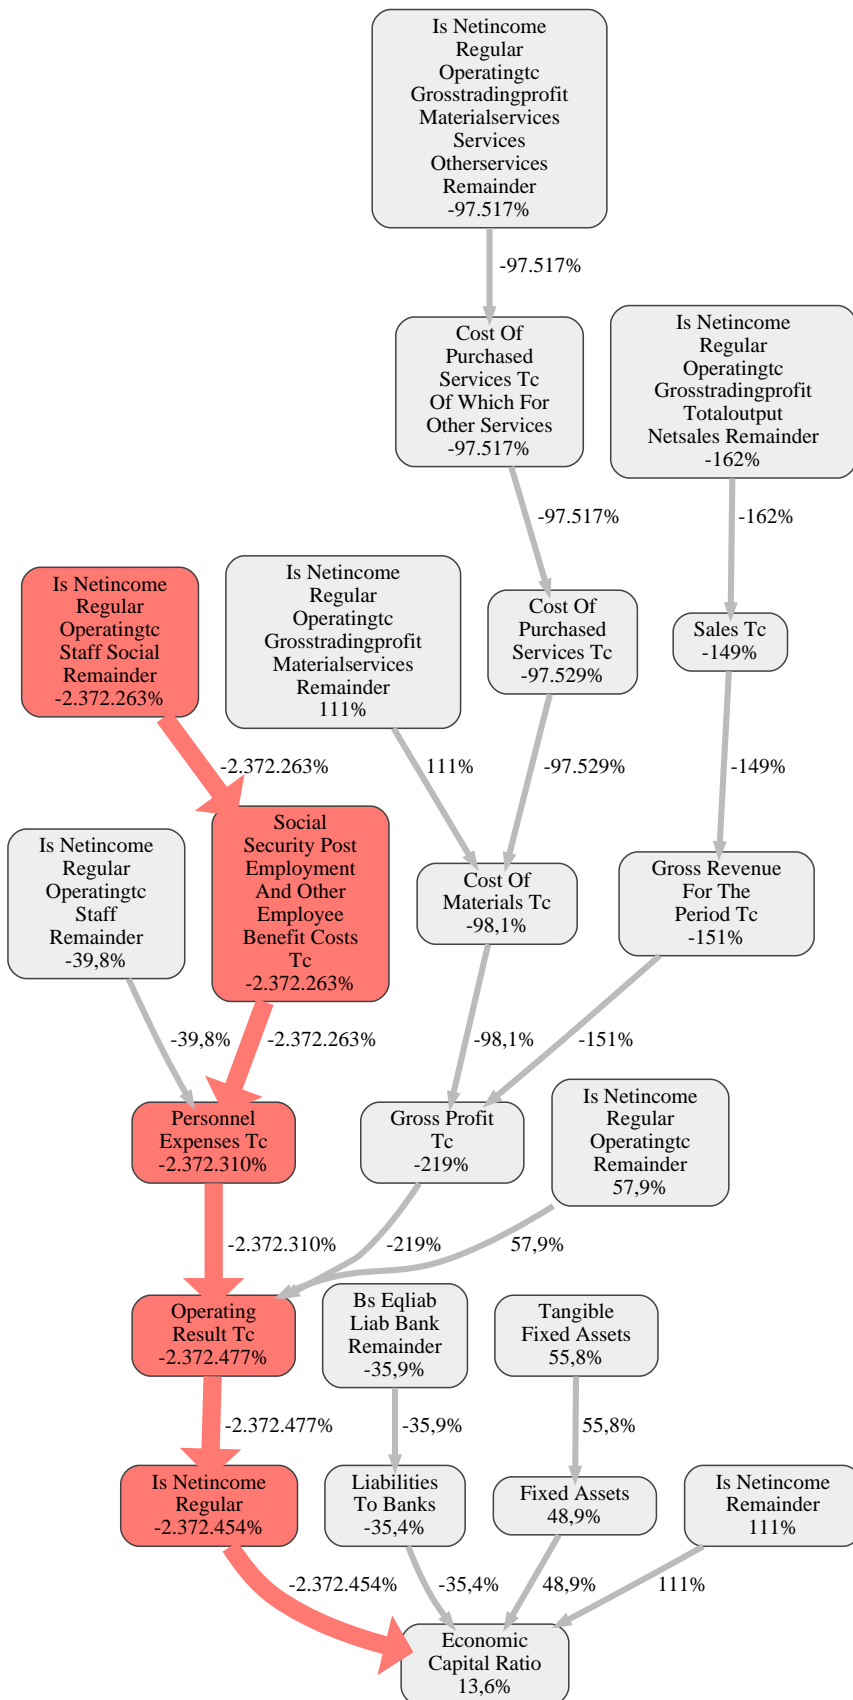 Is Netincome
Regular
Operatingtc
Grosstradingprofit
Materialservices
Services
Otherservices
Remainder
-97.517%
-97.517%
Cost Of
Purchased
Services Tc
Of Which For
Other Services
-97.517%
Is Netincome
Regular
Operatingtc
Grosstradingprofit
Totaloutput
Netsales Remainder
-162%
-97.517%
-162%
Is Netincome
Regular
Operatingtc
Staff Social
Remainder
-2.372.263%
Is Netincome
Regular
Operatingtc
Grosstradingprofit
Materialservices
Remainder
111%
Cost Of
Purchased
Services Tc
-97.529%
Sales Tc
-149%
-2.372.263%
111%
-97.529%
-149%
Is Netincome
Regular
Operatingtc
Staff
Remainder
-39,8%
Social
Security Post
Employment
And Other
Employee
Benefit Costs
Tc
-2.372.263%
Cost Of
Materials Tc
-98,1%
Gross Revenue
For The
Period Tc
-151%
-39,8%
-2.372.263%
-98,1%
-151%
Personnel
Expenses Tc
-2.372.310%
Gross Profit
Tc
-219%
Is Netincome
Regular
Operatingtc
Remainder
57,9%
-2.372.310%
-219%
57,9%
Operating
Result Tc
-2.372.477%
Bs Eqliab
Liab Bank
Remainder
-35,9%
Tangible
Fixed Assets
55,8%
-2.372.477%
-35,9%
55,8%
Is Netincome
Regular
-2.372.454%
Liabilities
To Banks
-35,4%
Fixed Assets
48,9%
Is Netincome
Remainder
111%
-2.372.454%
-35,4%
48,9%
111%
Economic
Capital Ratio
13,6%